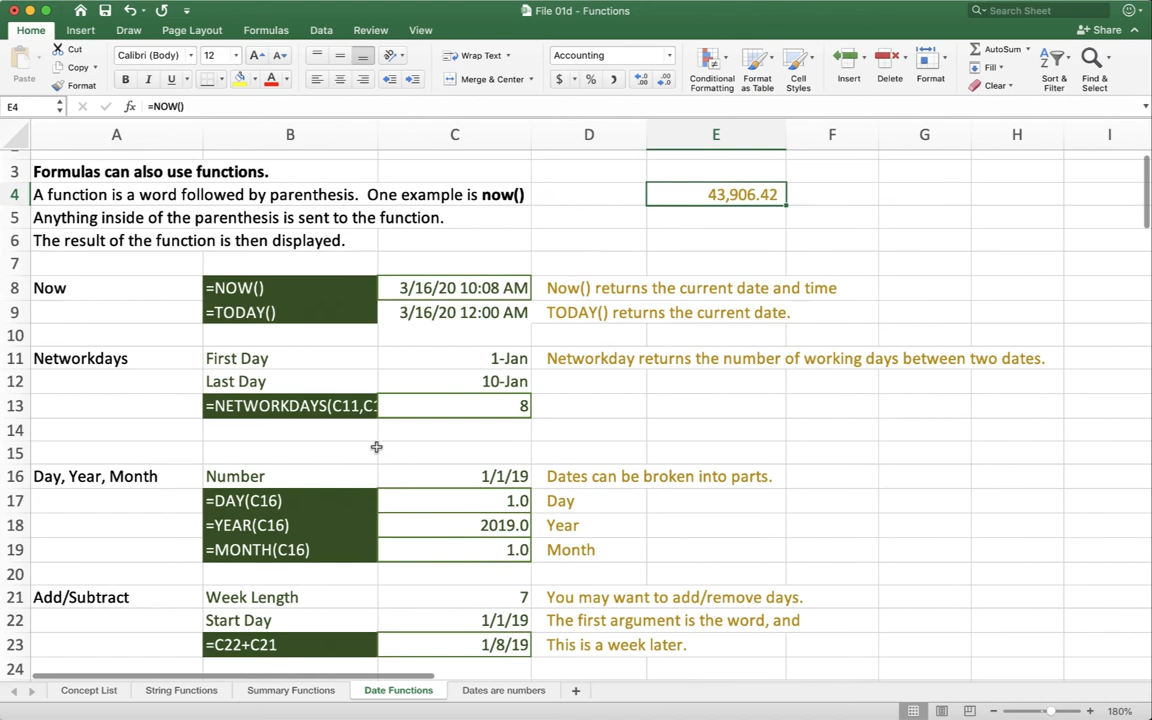 File 01d - Functions
Search Sheet
Home Insert Draw Page Layout Formulas Data Review View
Share
Paste
Cut
Copy
Format
Calibri (Body) 12
A A
B I U
A
Wrap Text
Merge & Center
Accounting
$ % )
Conditional Formatting
Format as Table
Cell Styles
Insert
Delete
Format
AutoSum
Fill
Clear
Sort & Filter
Find & Select
E4 fx =NOW()
A B C D E F G H I
3 Formulas can also use functions.
4 A function is a word followed by parenthesis. One example is now() 43,906.42
5 Anything inside of the parenthesis is sent to the function.
6 The result of the function is then displayed.
7
8 Now =NOW() 3/16/20 10:08 AM Now() returns the current date and time
9 =TODAY() 3/16/20 12:00 AM TODAY() returns the current date.
10
11 Networkdays First Day 1-Jan Networkday returns the number of working days between two dates.
12 Last Day 10-Jan
13 =NETWORKDAYS(C11,C1 8
14
15
16 Day, Year, Month Number 1/1/19 Dates can be broken into parts.
17 =DAY(C16) 1.0 Day
18 =YEAR(C16) 2019.0 Year
19 =MONTH(C16) 1.0 Month
20
21 Add/Subtract Week Length 7 You may want to add/remove days.
22 Start Day 1/1/19 The first argument is the word, and
23 =C22+C21 1/8/19 This is a week later.
24
Concept List String Functions Summary Functions Date Functions Dates are numbers +
180%